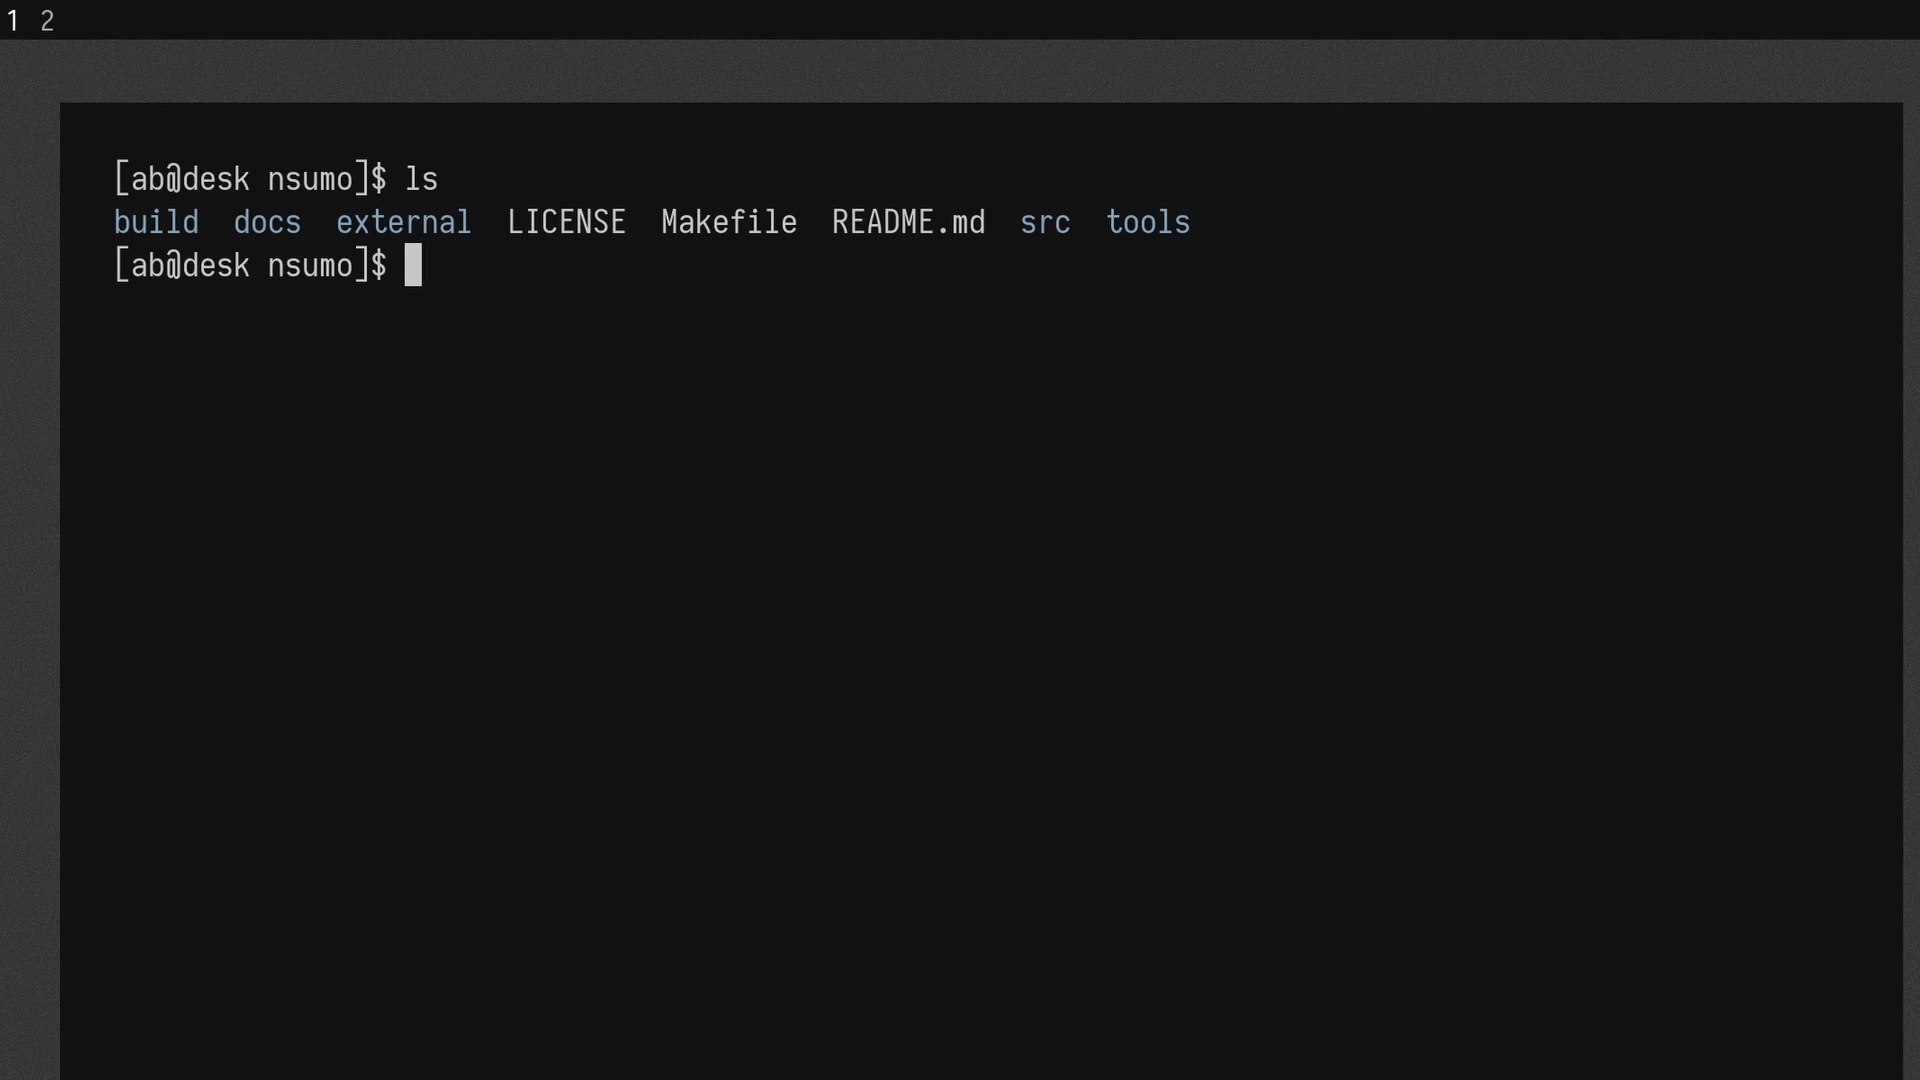 1 2
[ab@desk nsumo]$ ls
build docs external LICENSE Makefile README.md src tools
[ab@desk nsumo]$